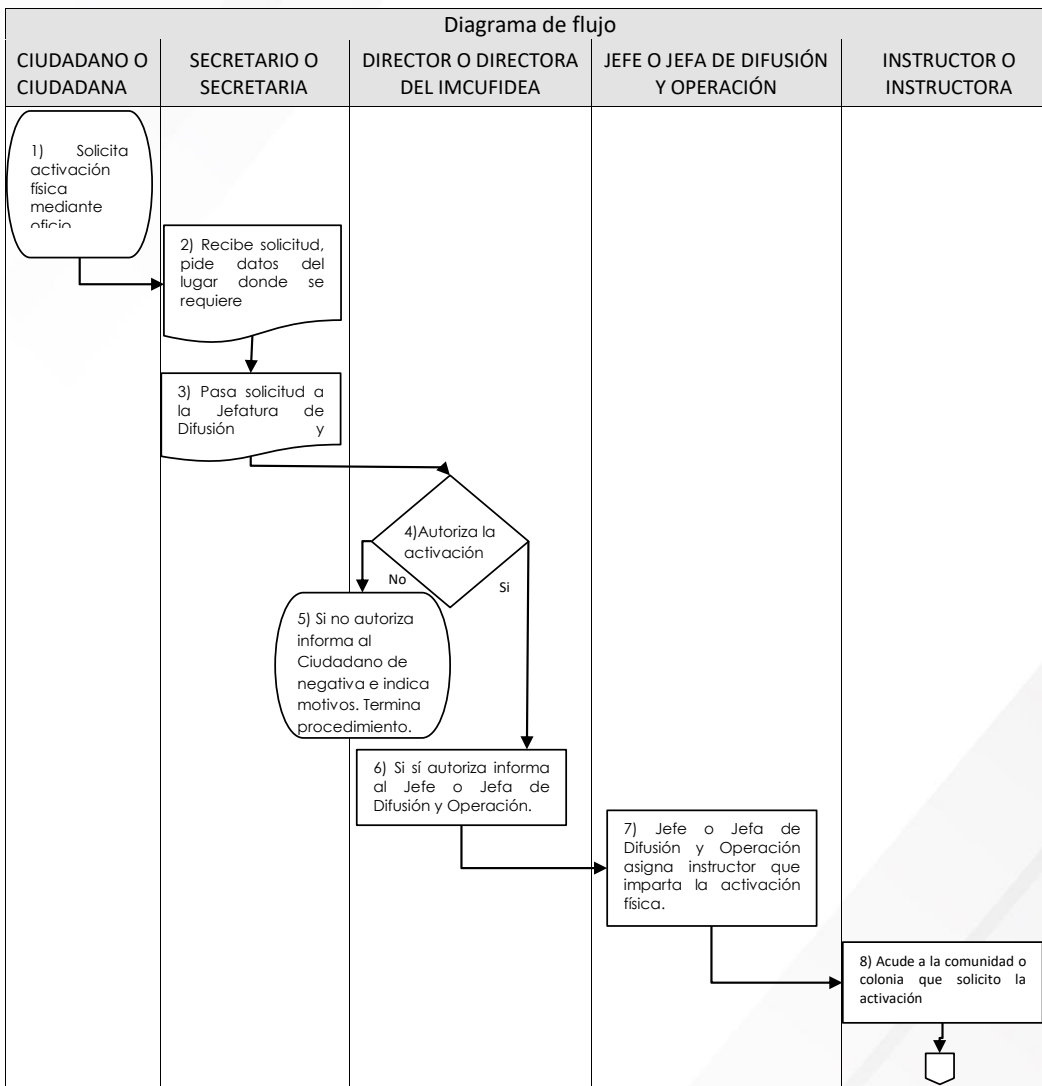 Diagrama de flujo
CIUDADANO O
CIUDADANA
SECRETARIO O
SECRETARIA
DIRECTOR O DIRECTORA
DEL IMCUFIDEA
JEFE O JEFA DE DIFUSIÓN
Y OPERACIÓN
INSTRUCTOR O
INSTRUCTORA
1) Solicita
activación
física
mediante
oficio
2) Recibe solicitud,
pide datos del
lugar donde se
requiere
3) Pasa solicitud a
la Jefatura de
Difusión y
4)Autoriza la
activación
No
Si
5) Si no autoriza
informa al
Ciudadano de
negativa e indica
motivos. Termina
procedimiento.
6) Si sí autoriza informa
al Jefe o Jefa de
Difusión y Operación.
7) Jefe o Jefa de
Difusión y Operación
asigna instructor que
imparta la activación
física.
8) Acude a la comunidad o
colonia que solicito la
activación